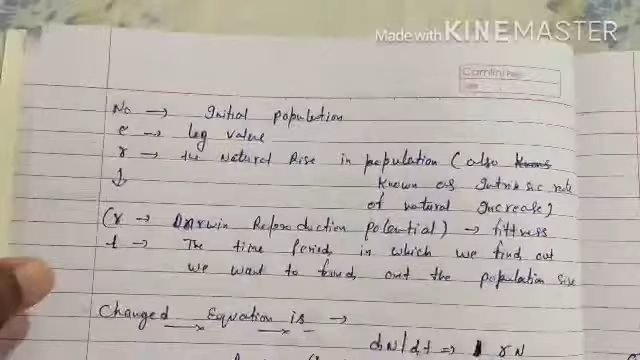 Made with KINEMASTER
Camlin
No → Initial population
e → log value
r → the Natural Rise in population (also
known as intrinsic rate
of natural increase)
(r → Darwin Reproduction potential) → fittness
t → The time period in which we find out
we want to find out the population size
Changed Equation is →
dN/dt → rN